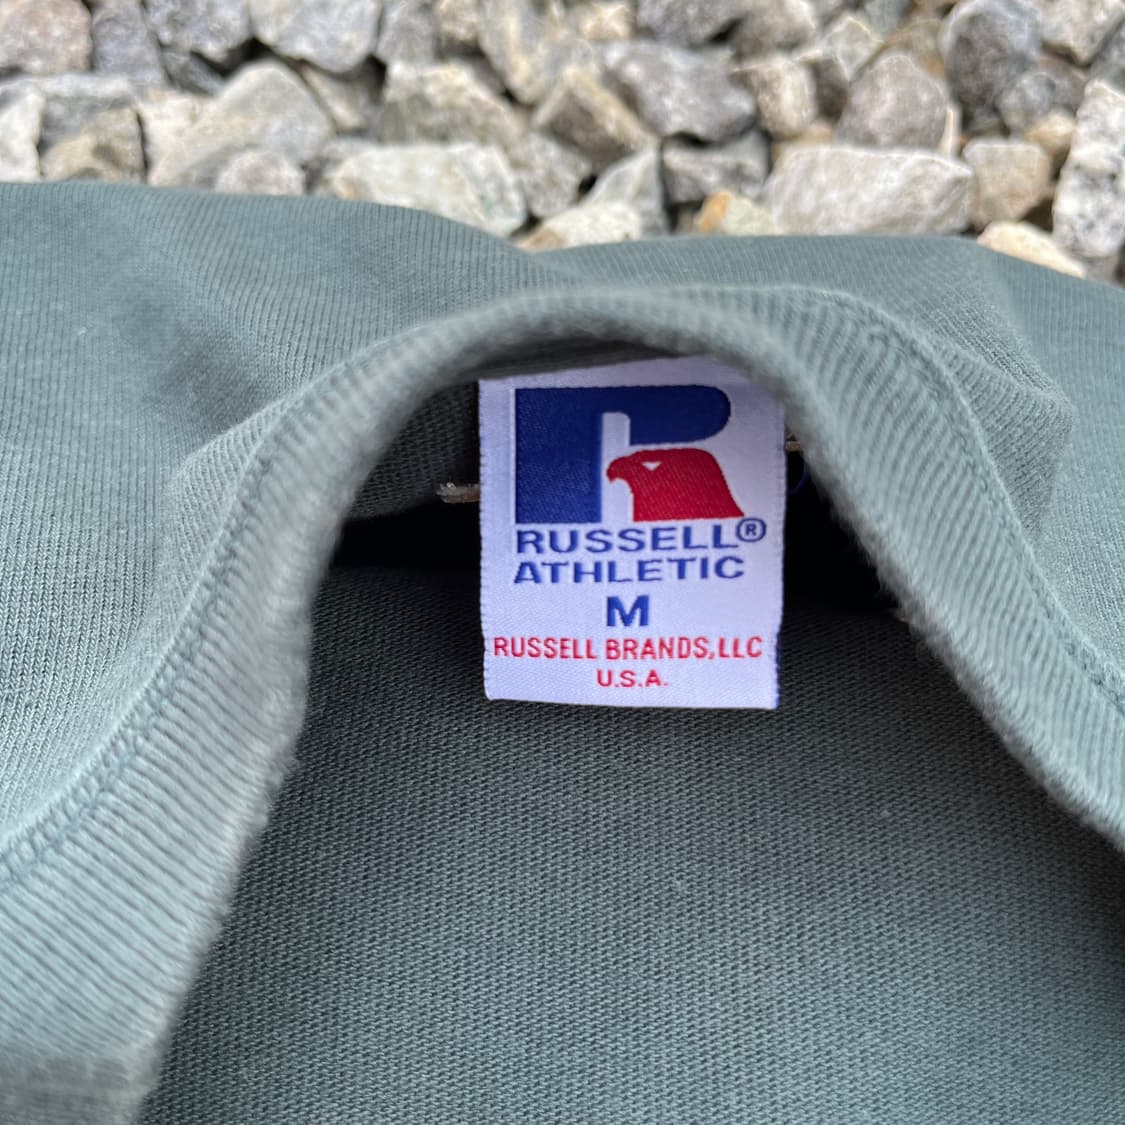 RUSSELL®
ATHLETIC
M
RUSSELL BRANDS,LLC
U.S.A.